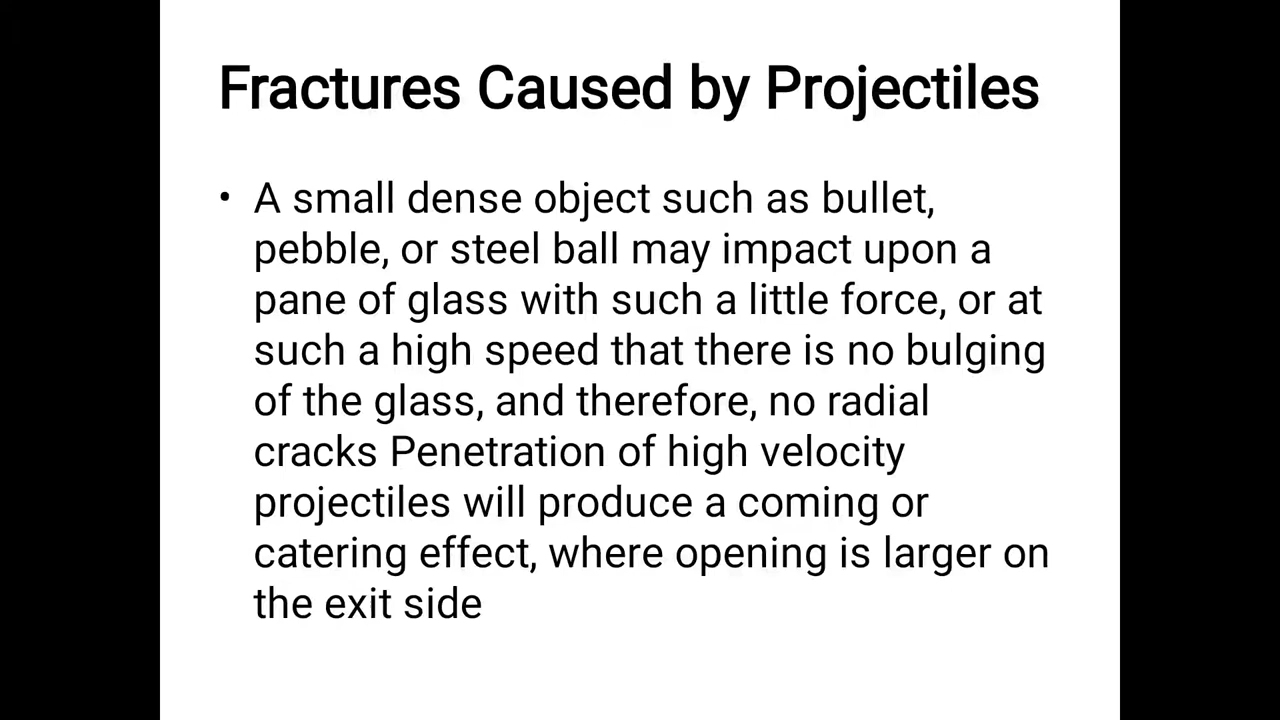 Fractures Caused by Projectiles
• A small dense object such as bullet,
pebble, or steel ball may impact upon a
pane of glass with such a little force, or at
such a high speed that there is no bulging
of the glass, and therefore, no radial
cracks Penetration of high velocity
projectiles will produce a coming or
catering effect, where opening is larger on
the exit side